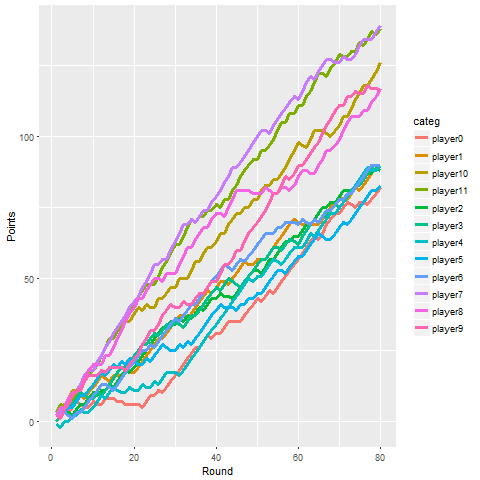 100
50
0
0
20
40
60
80
Round
Points
categ
player0
player1
player10
player11
player2
player3
player4
player5
player6
player7
player8
player9